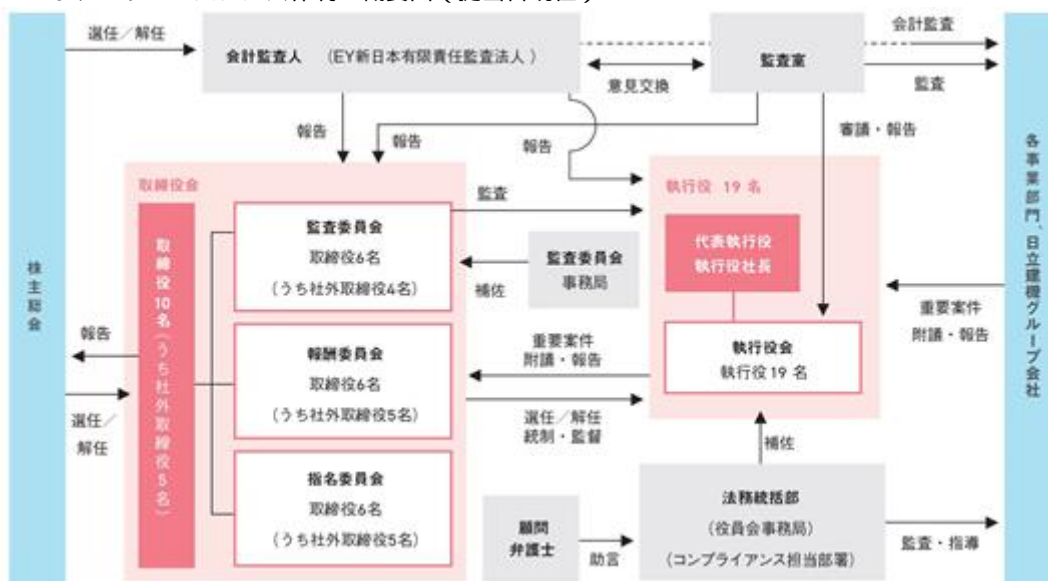 選任／解任
会計監査人 （EY新日本有限責任監査法人）
意見交換
監査室
会計監査
監査
報告
報告
報告
審議・報告
株主総会
各事業部門、日立建機グループ会社
取締役会
取締役10名（うち社外取締役5名）
監査委員会
取締役6名
（うち社外取締役4名）
監査
監査委員会
事務局
補佐
執行役 19 名
代表執行役
執行役社長
執行役会
執行役 19 名
重要案件
附議・報告
報告
選任／
解任
報酬委員会
取締役6名
（うち社外取締役5名）
重要案件
附議・報告
選任／解任
統制・監督
指名委員会
取締役6名
（うち社外取締役5名）
補佐
顧問
弁護士
助言
法務統括部
（役員会事務局）
（コンプライアンス担当部署）
監査・指導